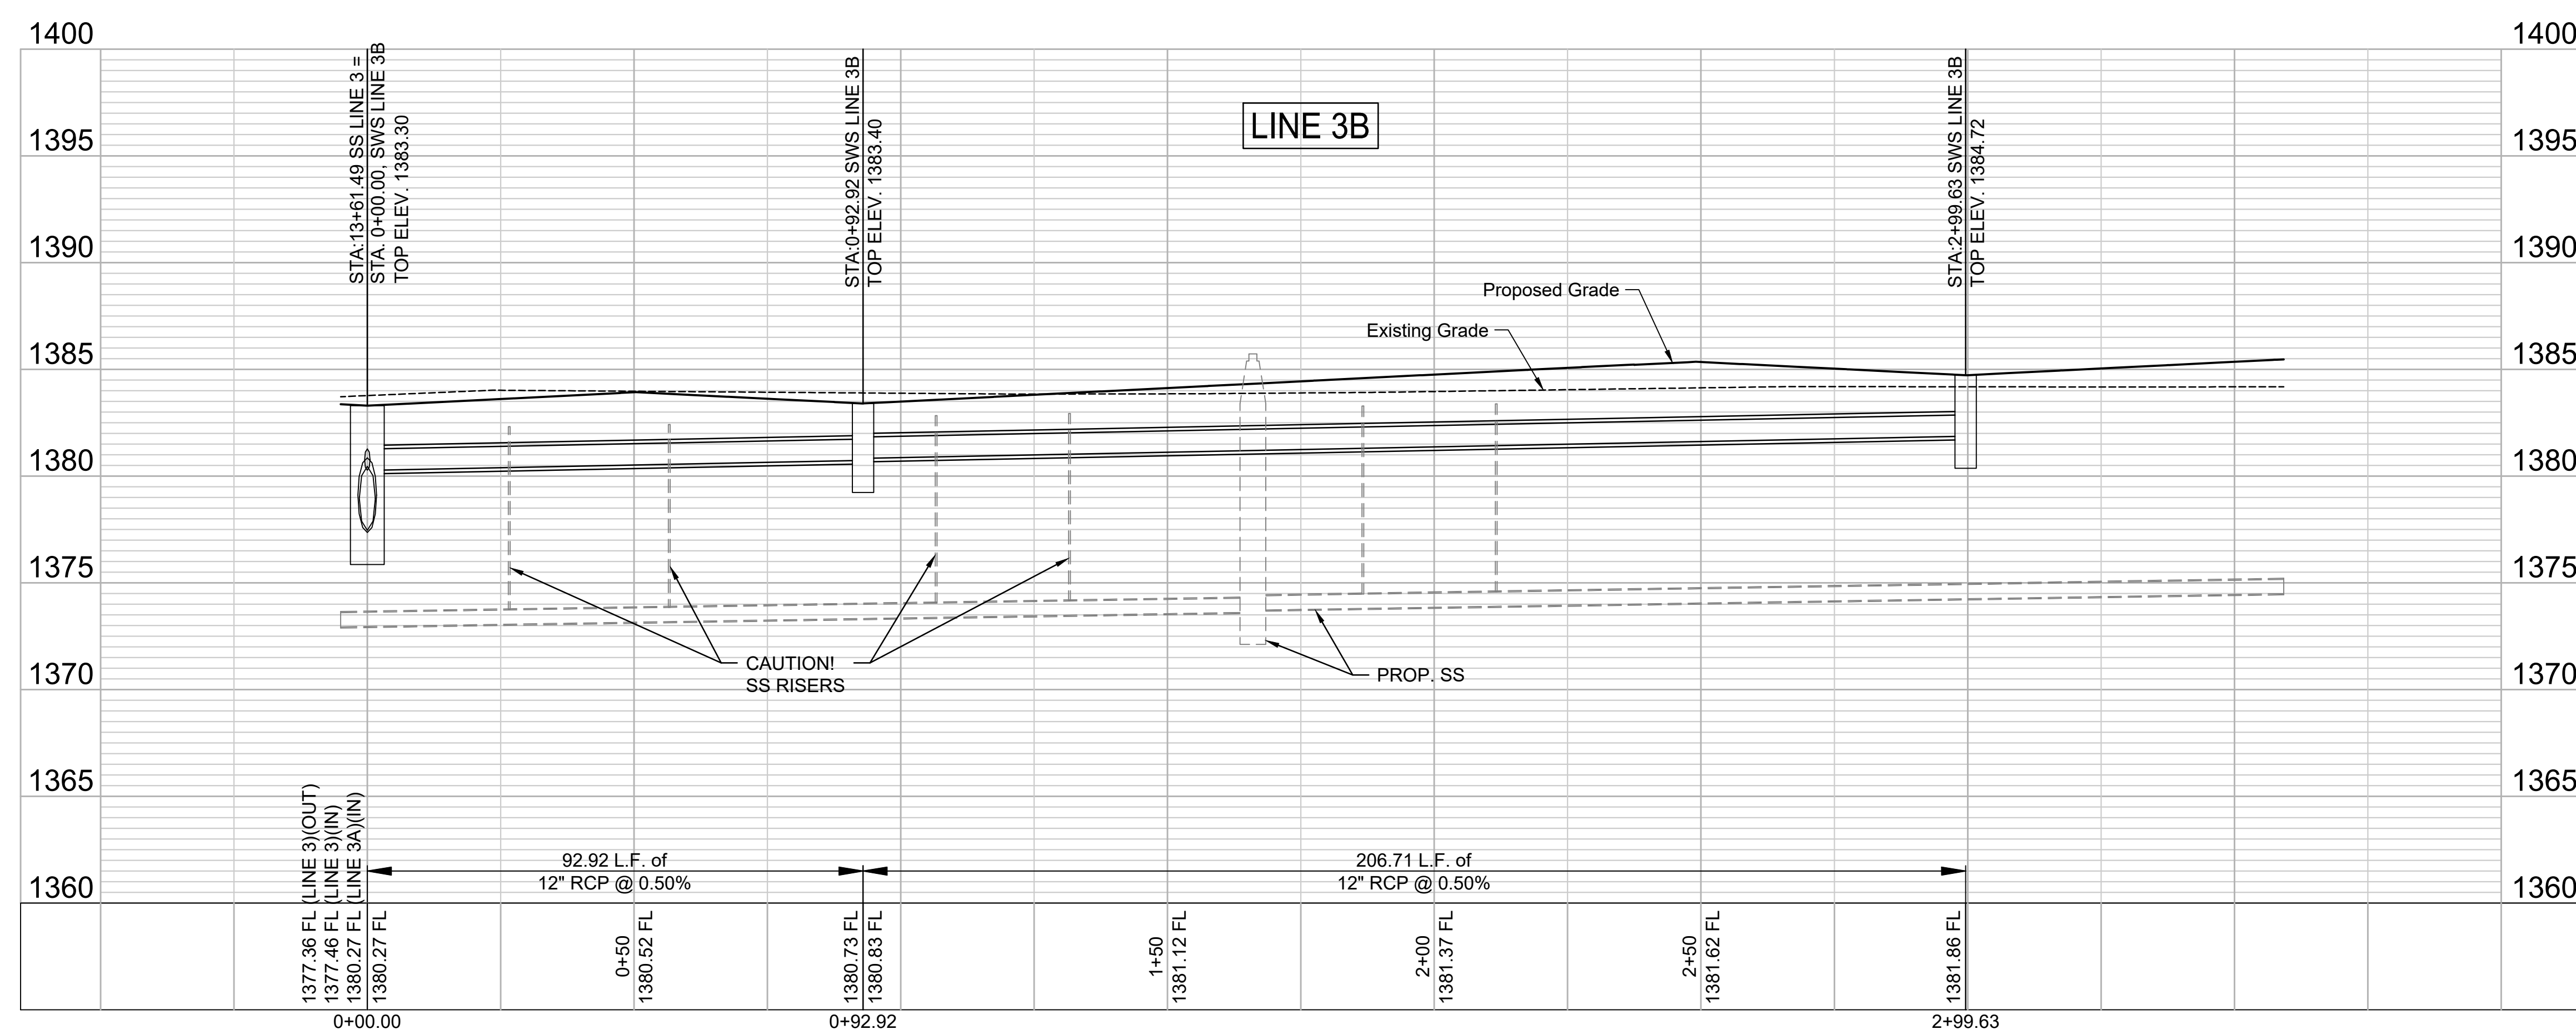 1400
1400
1395
1395
1390
1390
1385
1385
1380
1380
1375
1375
1370
1370
1365
1365
1360
1360
STA:13+61.49 SS LINE 3 =
STA. 0+00.00, SWS LINE 3B
TOP ELEV. 1383.30
STA:0+92.92 SWS LINE 3B
TOP ELEV. 1383.40
LINE 3B
STA:2+99.63 SWS LINE 3B
TOP ELEV. 1384.72
Proposed Grade
Existing Grade
CAUTION!
SS RISERS
PROP. SS
92.92 L.F. of
12" RCP @ 0.50%
206.71 L.F. of
12" RCP @ 0.50%
1377.36 FL (LINE 3)(OUT)
1377.46 FL (LINE 3)(IN)
1380.27 FL (LINE 3A)(IN)
1380.27 FL
0+50
1380.52 FL
1380.73 FL
1380.83 FL
1+50
1381.12 FL
2+00
1381.37 FL
2+50
1381.62 FL
1381.86 FL
0+00.00
0+92.92
2+99.63